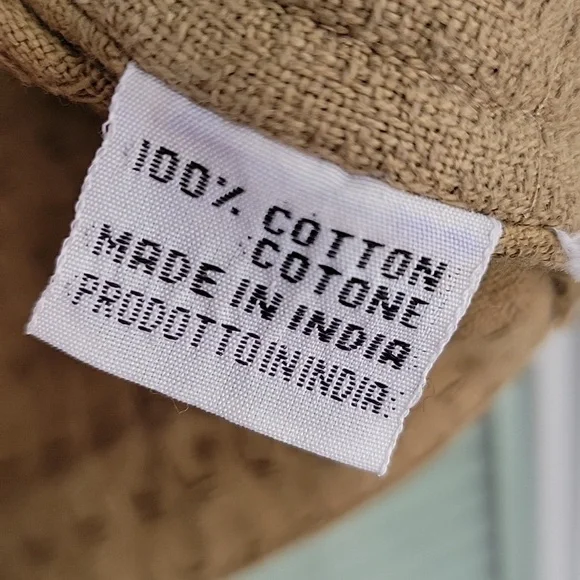 100% COTTON
COTONE
MADE IN INDIA
PRODOTTO IN INDIA